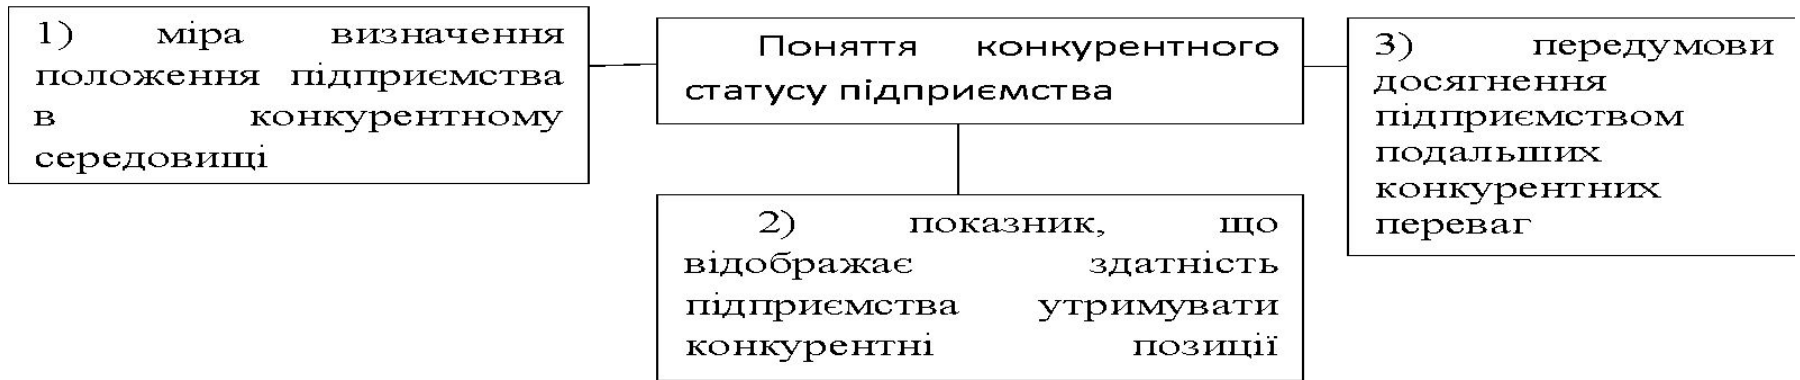 1) міра визначення
положення підприємства
в конкурентному
середовищі
Поняття конкурентного
статусу підприємства
2) показник, що
відображає здатність
підприємства утримувати
конкурентні позиції
3) передумови
досягнення
підприємством
подальших
конкурентних
переваг